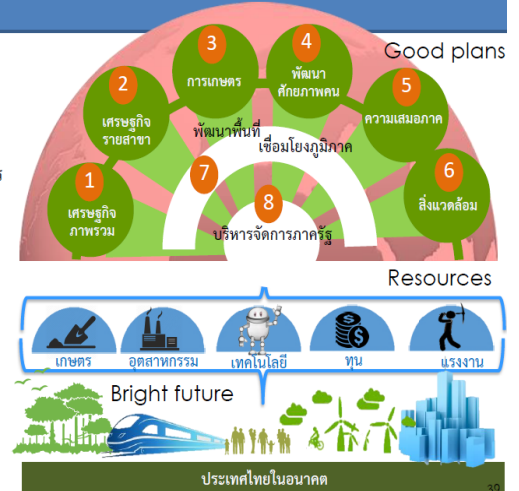 Good plans
1
เศรษฐกิจ
ภาพรวม
2
เศรษฐกิจ
รายสาขา
3
การเกษตร
4
พัฒนา
ศักยภาพคน
5
ความเสมอภาค
6
สิ่งแวดล้อม
พัฒนาพื้นที่
เชื่อมโยงภูมิภาค
7
8
บริหารจัดการภาครัฐ
ร
Resources
เกษตร
อุตสาหกรรม
เทคโนโลยี
ทุน
แรงงาน
Bright future
ประเทศไทยในอนาคต
39